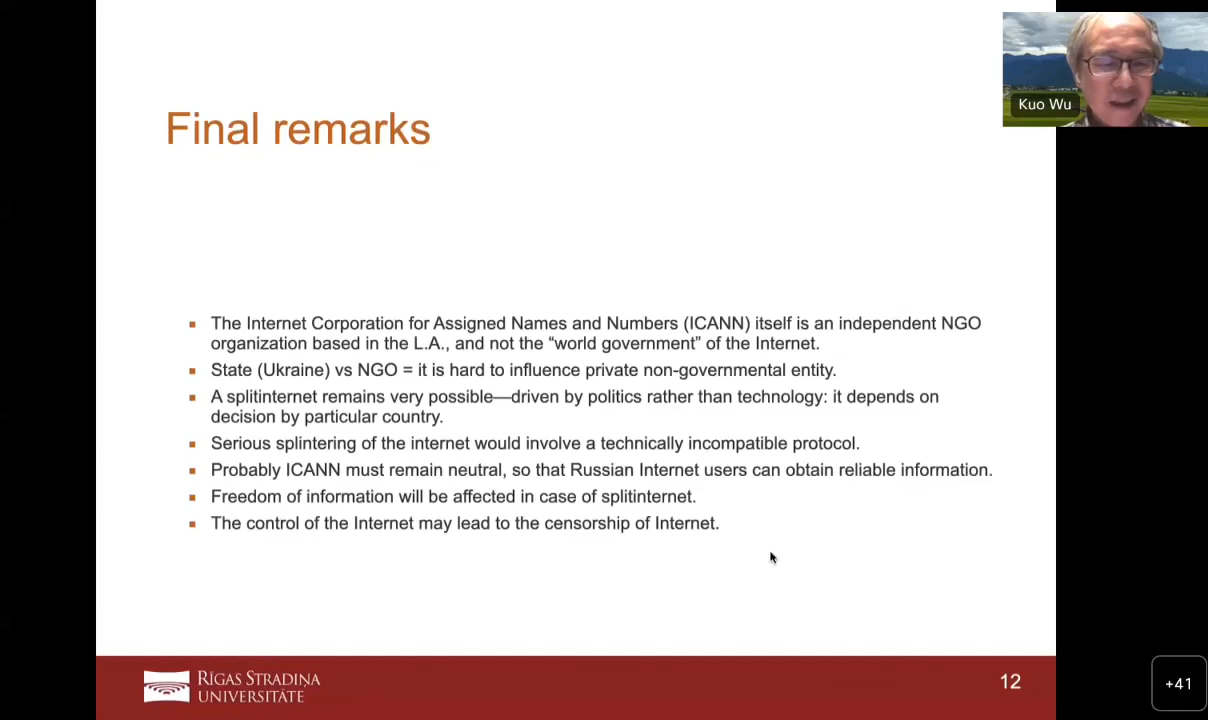 Kuo Wu
Final remarks
The Internet Corporation for Assigned Names and Numbers (ICANN) itself is an independent NGO
organization based in the L.A., and not the “world government” of the Internet.
State (Ukraine) vs NGO = it is hard to influence private non-governmental entity.
A splitinternet remains very possible—driven by politics rather than technology: it depends on
decision by particular country.
Serious splintering of the internet would involve a technically incompatible protocol.
Probably ICANN must remain neutral, so that Russian Internet users can obtain reliable information.
Freedom of information will be affected in case of splitinternet.
The control of the Internet may lead to the censorship of Internet.
RĪGAS STRADIŅA
UNIVERSITĀTE
12
+41